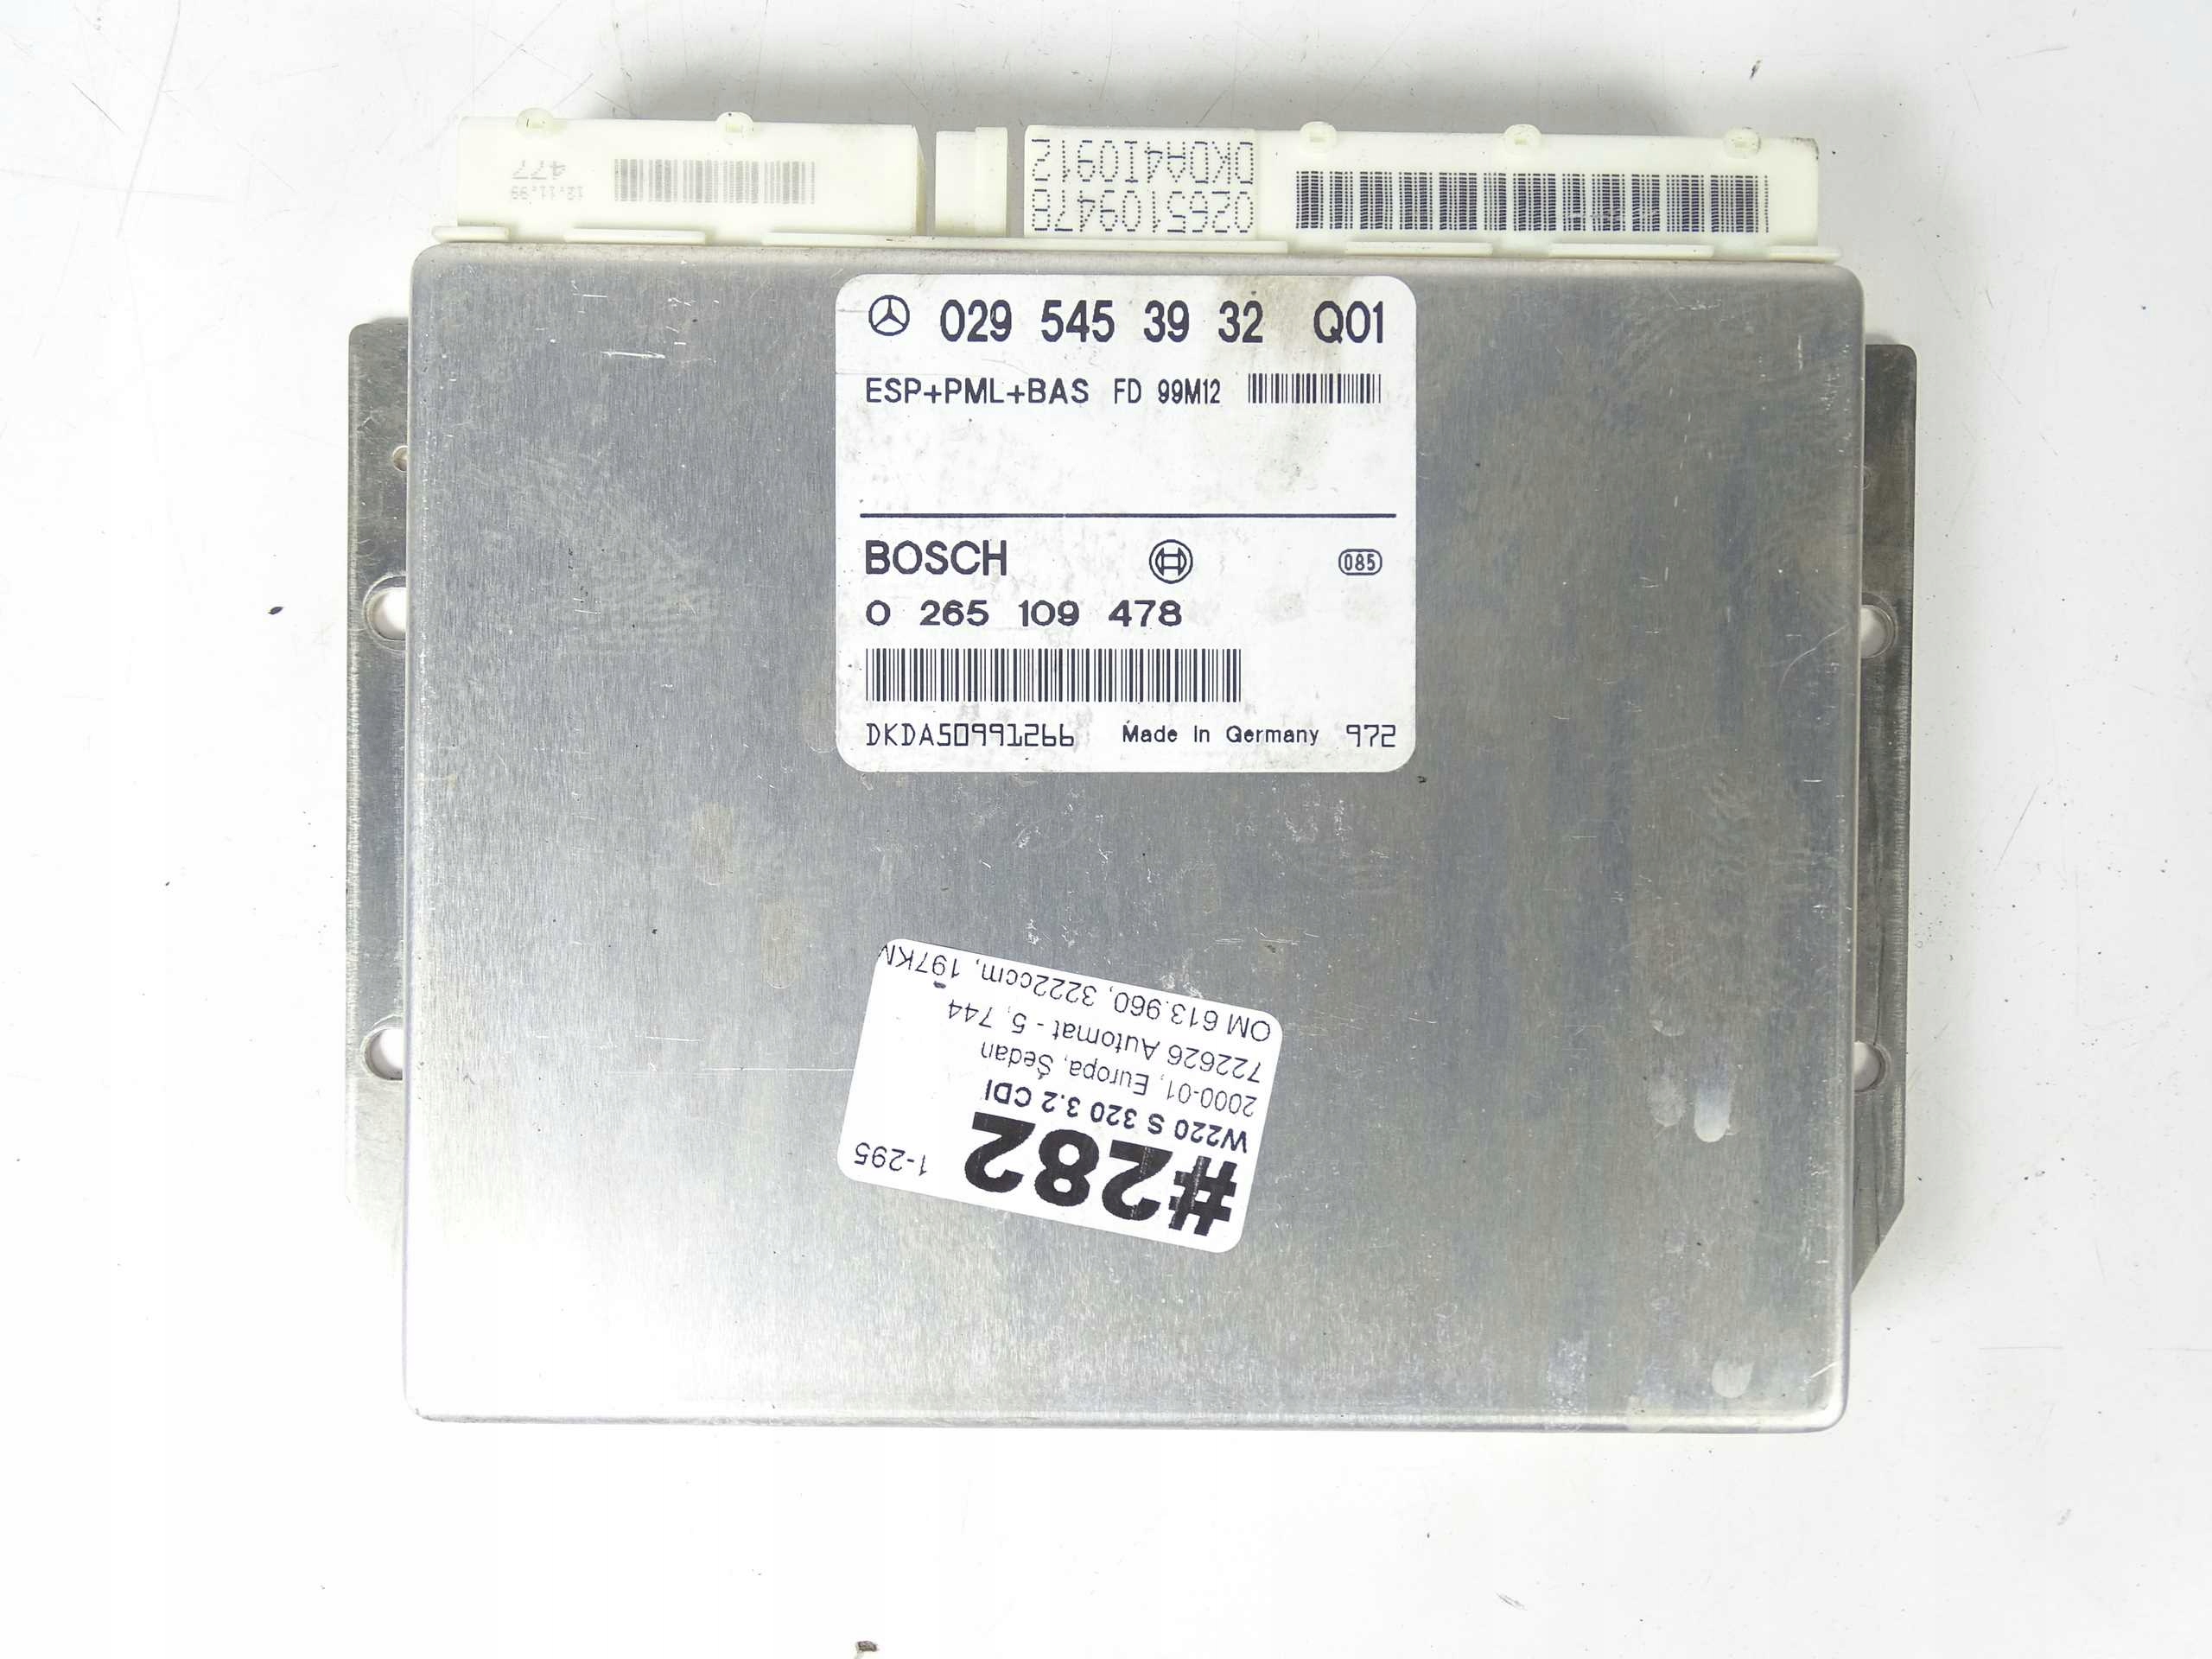 12.11.99
477
0265109478
DKDA4I0912
029 545 39 32 Q01
ESP+PML+BAS FD 99M12
BOSCH
085
0 265 109 478
DKDA50991266 Made in Germany 972
#282 1-295
W220 S 320 3.2 CDI
2000-01, Europa, Sedan
722626 Automat - 5, 744
OM 613.960, 3222ccm, 197KM